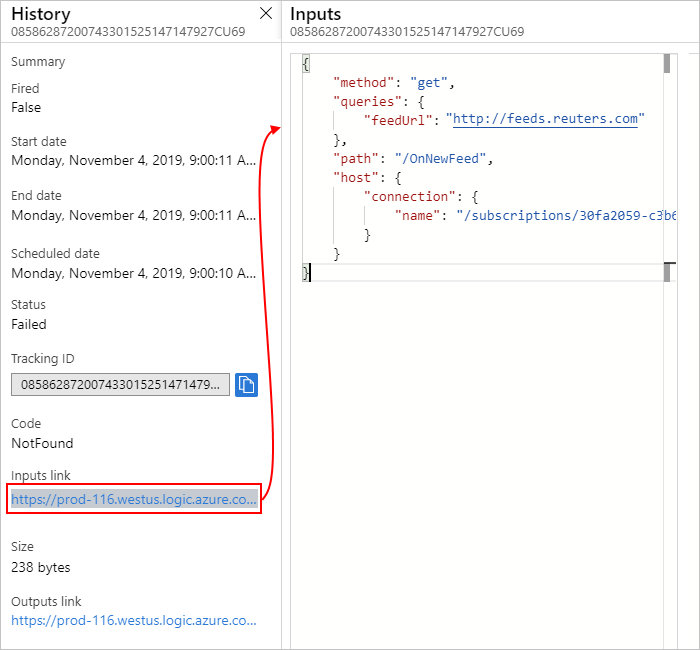 History
08586287200743301525147147927CU69
Summary
Fired
False
Start date
Monday, November 4, 2019, 9:00:11 A...
End date
Monday, November 4, 2019, 9:00:11 A...
Scheduled date
Monday, November 4, 2019, 9:00:10 A...
Status
Failed
Tracking ID
085862872007433015251471479...
Code
NotFound
Inputs link
https://prod-116.westus.logic.azure.co...
Size
238 bytes
Outputs link
https://prod-116.westus.logic.azure.co...
Inputs
08586287200743301525147147927CU69
{
"method": "get",
"queries": {
"feedUrl": "http://feeds.reuters.com"
},
"path": "/OnNewFeed",
"host": {
"connection": {
"name": "/subscriptions/30fa2059-c3b6
}
}
}